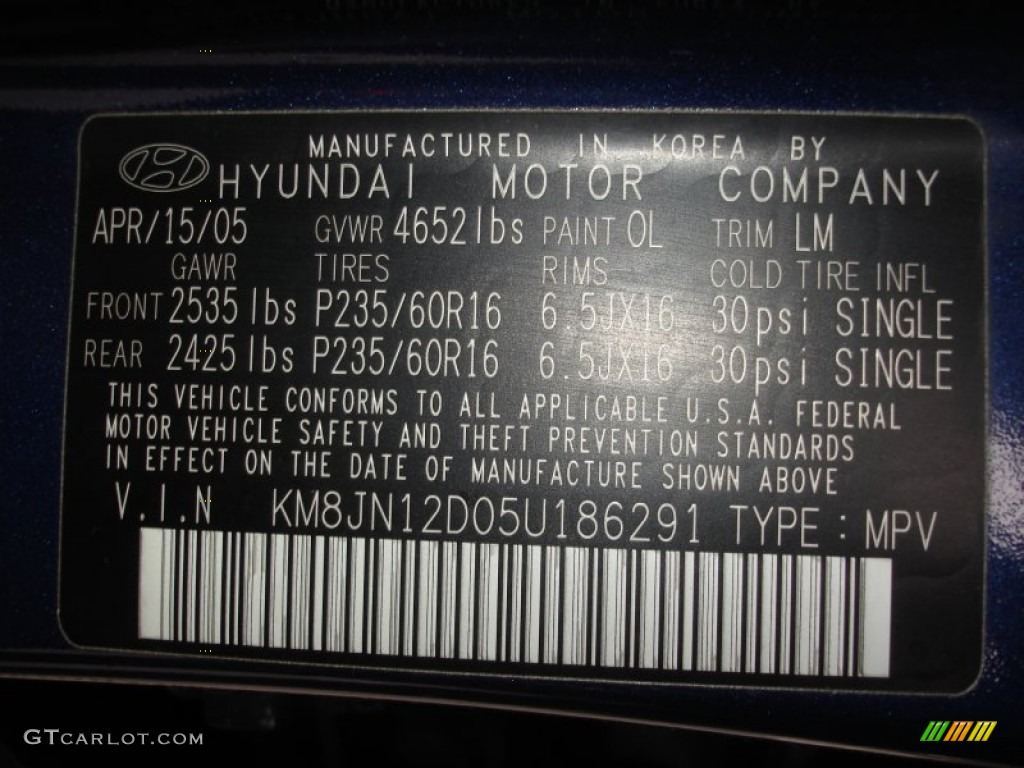 MANUFACTURED IN KOREA BY
HYUNDAI MOTOR COMPANY
APR/15/05 GVWR 4652lbs PAINT OL TRIM LM
GAWR TIRES RIMS COLD TIRE INFL
FRONT 2535lbs P235/60R16 6.5JX16 30psi SINGLE
REAR 2425lbs P235/60R16 6.5JX16 30psi SINGLE
THIS VEHICLE CONFORMS TO ALL APPLICABLE U.S.A. FEDERAL
MOTOR VEHICLE SAFETY AND THEFT PREVENTION STANDARDS
IN EFFECT ON THE DATE OF MANUFACTURE SHOWN ABOVE
V.I.N KM8JN12D05U186291 TYPE : MPV
GTCARLOT.COM